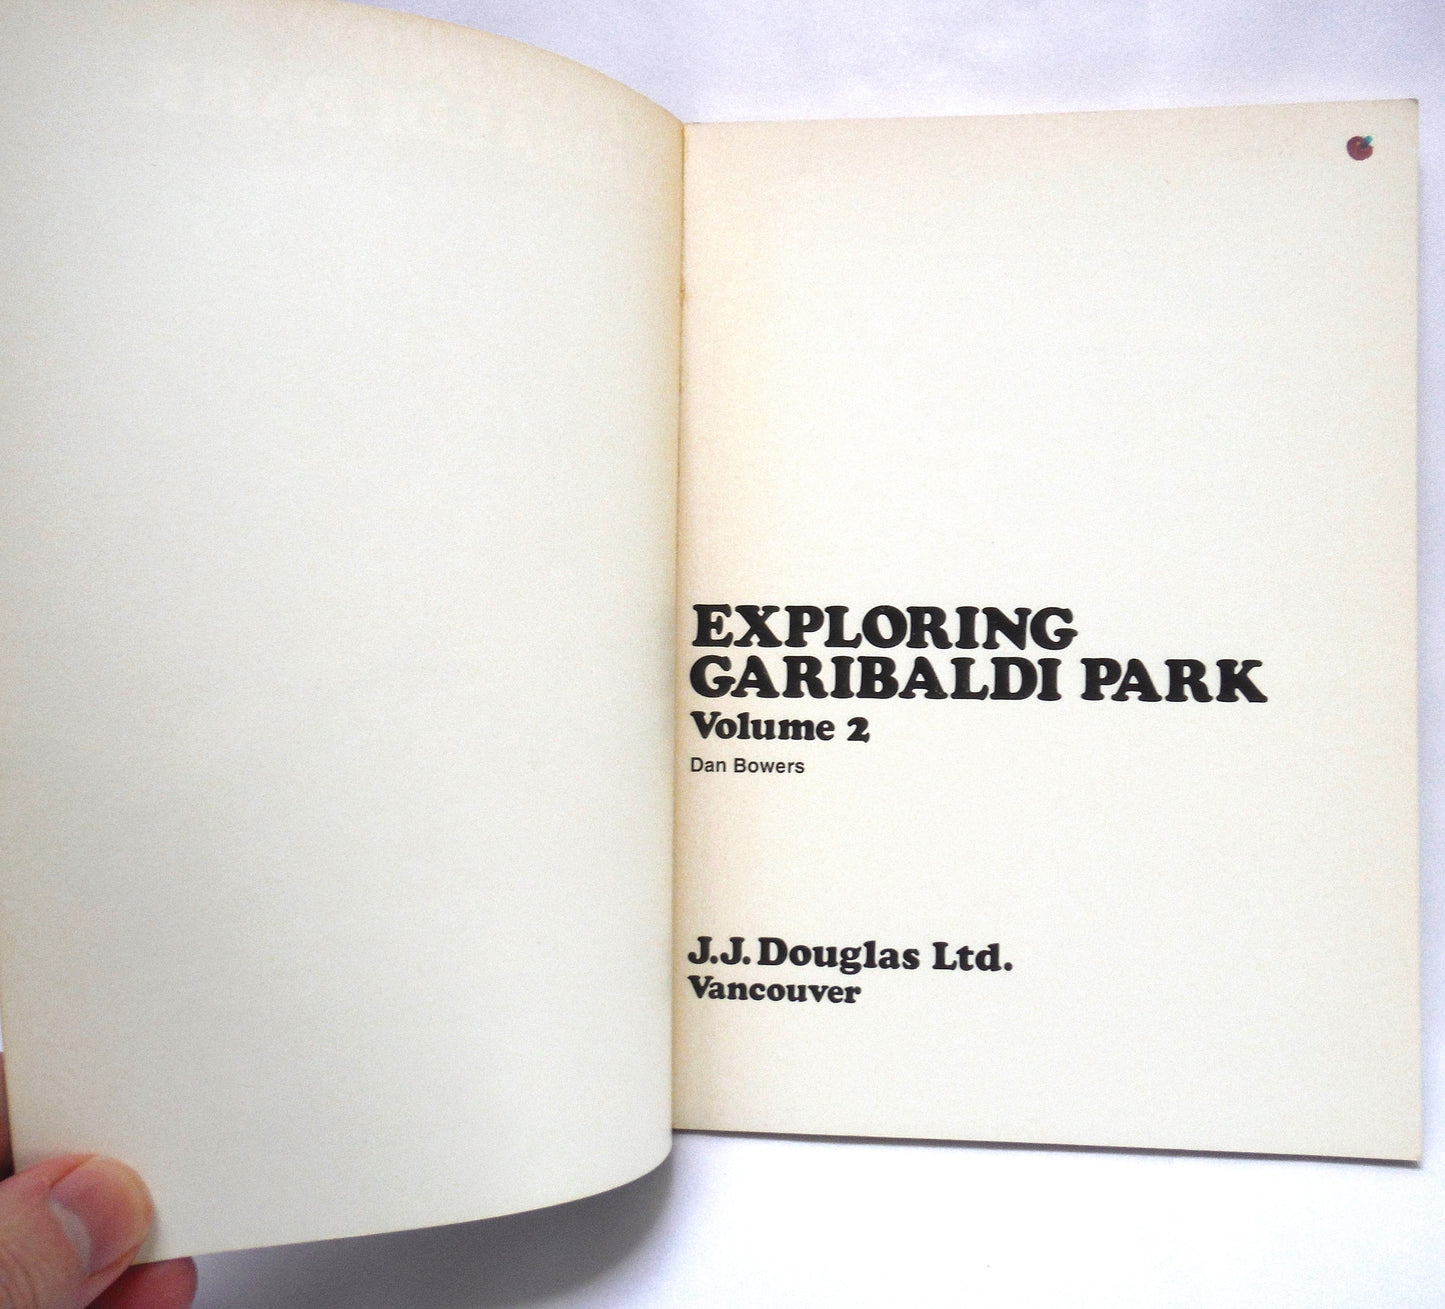 EXPLORING
GARIBALDI PARK
Volume 2
Dan Bowers
J.J. Douglas Ltd.
Vancouver